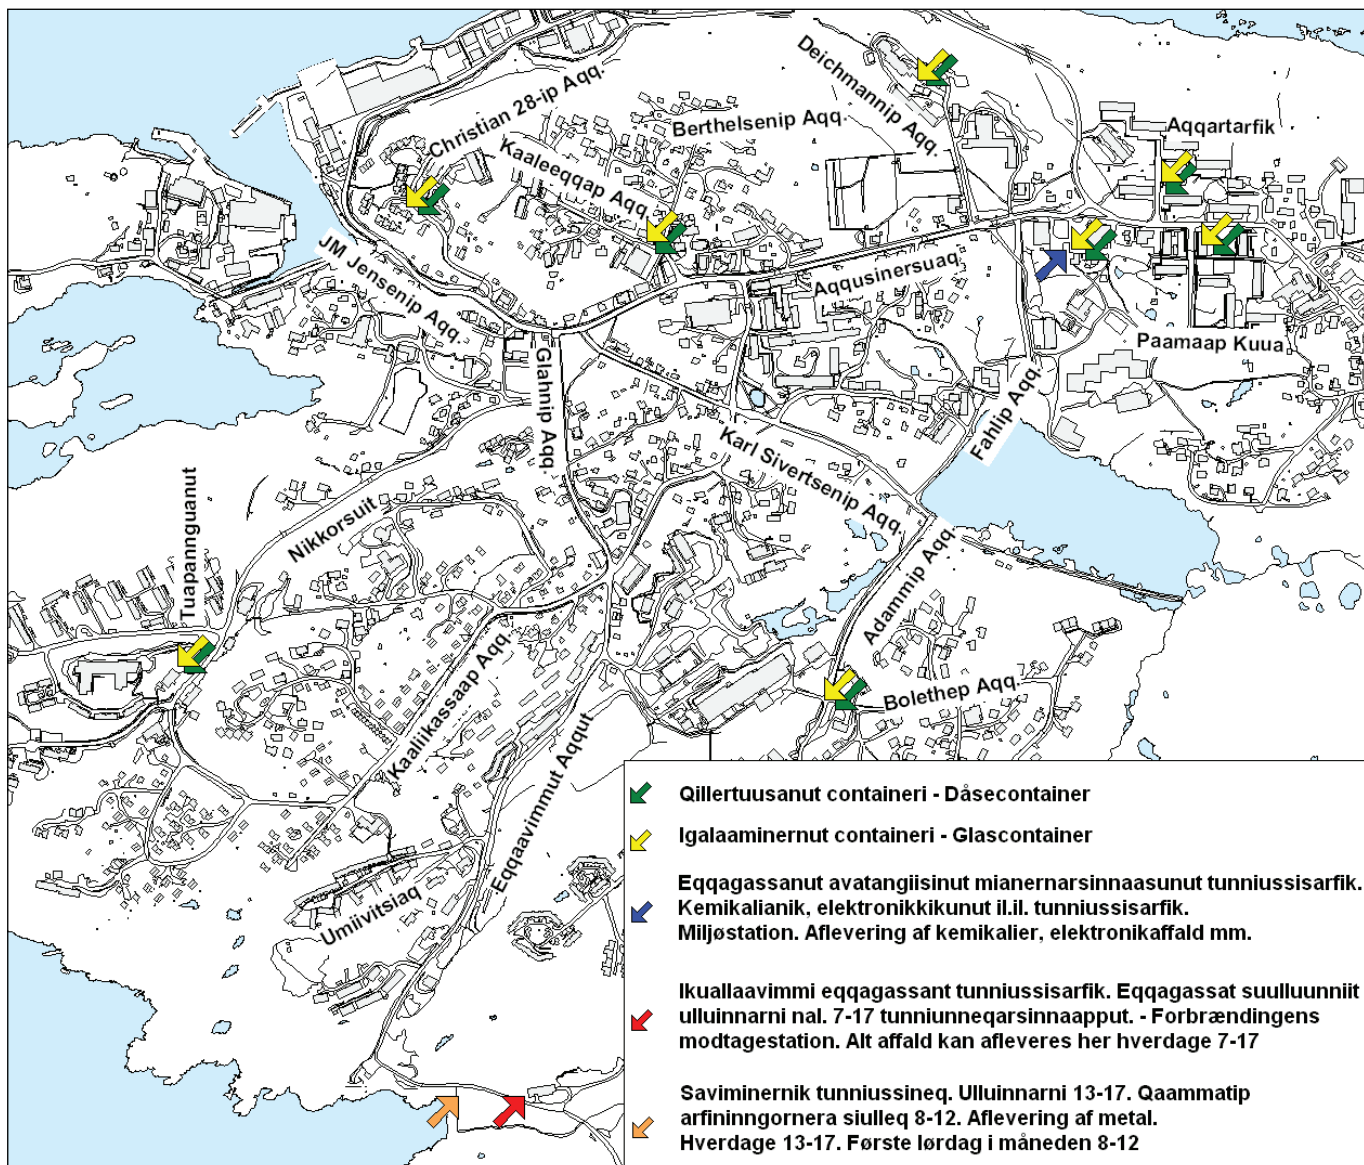 Christian 28-ip Aqq.
Deichmannip Aqq.
Berthelsenip Aqq.
Aqqartarfik
Kaaleeqqap Aqq.
JM Jensenip Aqq.
Aqqusinersuaq
Paamaap Kuua
Glahnip Aqq.
Fahlip Aqq.
Karl Sivertsenip Aqq.
Tuapannguanut
Nikkorsuit
Adammip Aqq.
Kaaliikassaap Aqq.
Bolethep Aqq.
Eqqaavimmut Aqqut
Umiivitsiaq
Qillertuusanut containeri - Dåsecontainer
Igalaaminernut containeri - Glascontainer
Eqqagassanut avatangiisinut mianernarsinnaasunut tunniussisarfik.
Kemikalianik, elektronikkikunut il.il. tunniussisarfik.
Miljøstation. Aflevering af kemikalier, elektronikaffald mm.
Ikuallaavimmi eqqagassant tunniussisarfik. Eqqagassat suulluunniit
ulluinnarni nal. 7-17 tunniunneqarsinnaapput. - Forbrændingens
modtagestation. Alt affald kan afleveres her hverdage 7-17
Saviminernik tunniussineq. Ulluinnarni 13-17. Qaammatip
arfininngornera siulleq 8-12. Aflevering af metal.
Hverdage 13-17. Første lørdag i måneden 8-12